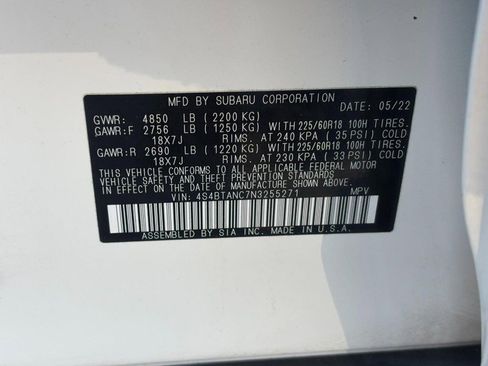 MFD BY SUBARU CORPORATION
DATE: 05/22
GVWR: 4850 LB (2200 KG)
GAWR:F 2756 LB (1250 KG) WITH 225/60R18 100H TIRES.
18X7J RIMS. AT 240 KPA (35 PSI) COLD
GAWR:R 2690 LB (1220 KG) WITH 225/60R18 100H TIRES.
18X7J RIMS. AT 230 KPA (33 PSI) COLD
THIS VEHICLE CONFORMS TO ALL APPLICABLE FEDERAL MOTOR
VEHICLE SAFETY AND THEFT PREVENTION STANDARDS
IN EFFECT ON THE DATE OF MANUFACTURE SHOWN ABOVE.
VIN: 4S4BTANC7N3255271 MPV
ASSEMBLED BY SIA INC. MADE IN U.S.A.